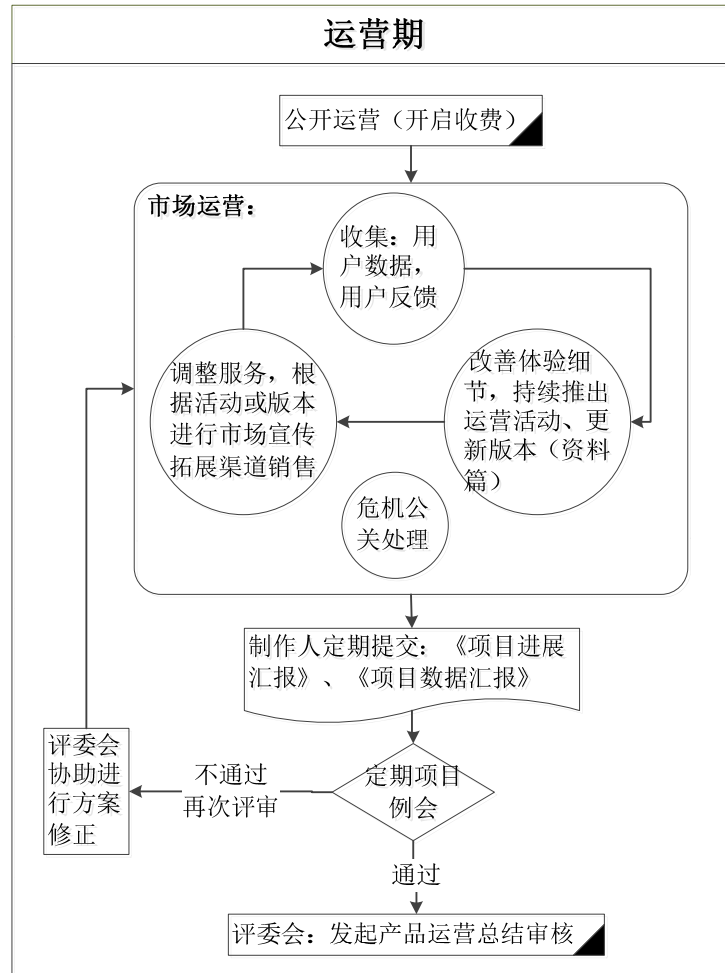 运营期
公开运营（开启收费）
市场运营：
收集：用
户数据，
用户反馈
调整服务，根
据活动或版本
进行市场宣传
拓展渠道销售
改善体验细
节，持续推出
运营活动、更
新版本（资料
篇）
危机公
关处理
制作人定期提交：《项目进展
汇报》、《项目数据汇报》
评委会
协助进
行方案
修正
不通过
再次评审
定期项目
例会
通过
评委会：发起产品运营总结审核